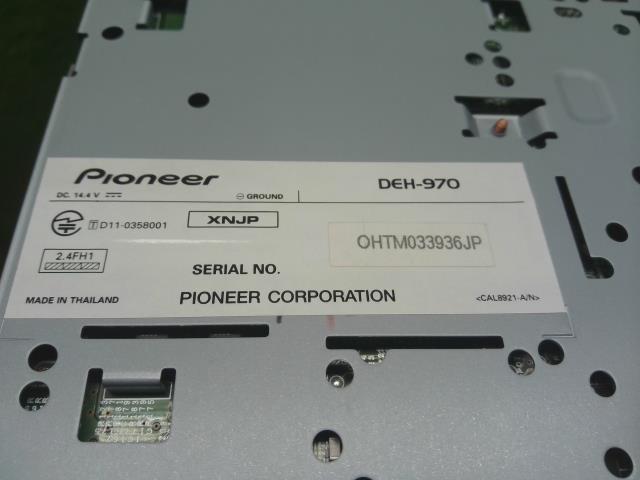 Pioneer
DEH-970
DC. 14.4 V
⊖ GROUND
T D11-0358001
XNJP
OHTM033936JP
2.4FH1
SERIAL NO.
MADE IN THAILAND
PIONEER CORPORATION
<CAL8921-A/N>